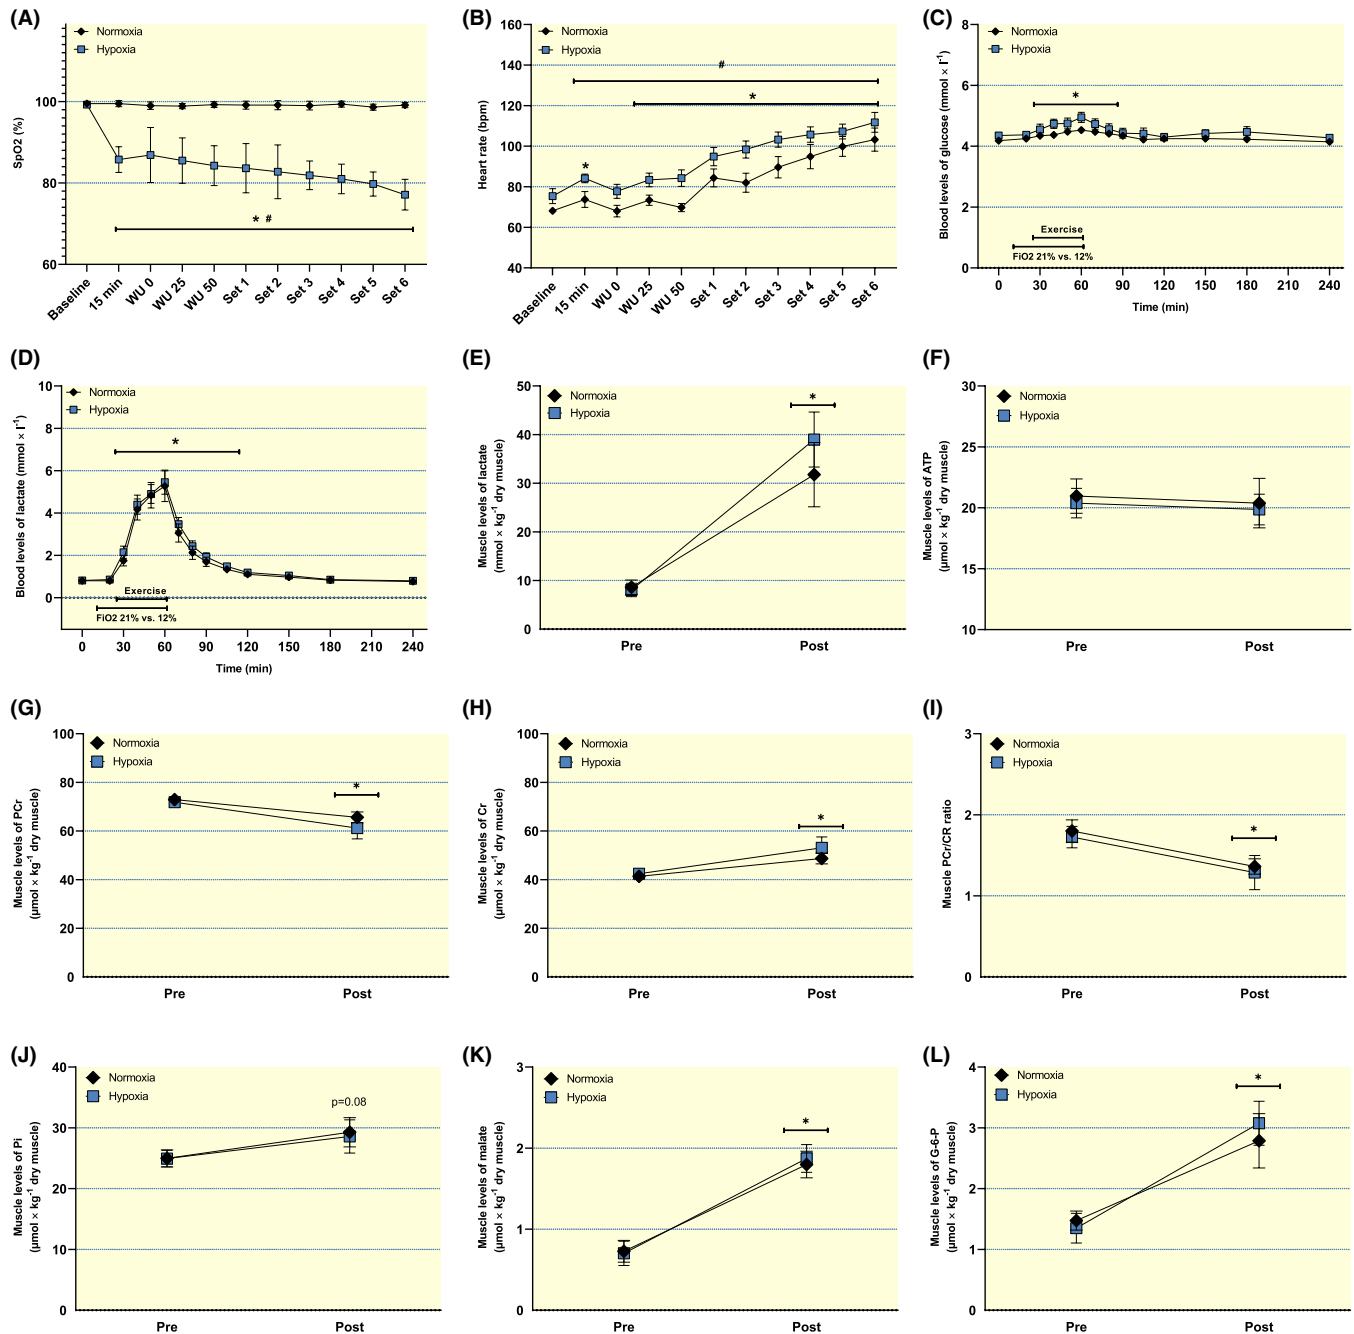 (A)
Normoxia
Hypoxia
SpO2 (%)
100
80
60
* #
Baseline
15 min
WU 0
WU 25
WU 50
Set 1
Set 2
Set 3
Set 4
Set 5
Set 6
(B)
Normoxia
Hypoxia
Heart rate (bpm)
160
140
120
100
80
60
40
#
*
*
Baseline
15 min
WU 0
WU 25
WU 50
Set 1
Set 2
Set 3
Set 4
Set 5
Set 6
(C)
Normoxia
Hypoxia
Blood levels of glucose (mmol × l⁻¹)
8
6
4
2
0
*
Exercise
FiO2 21% vs. 12%
0 30 60 90 120 150 180 210 240
Time (min)
(D)
Normoxia
Hypoxia
Blood levels of lactate (mmol × l⁻¹)
10
8
6
4
2
0
*
Exercise
FiO2 21% vs. 12%
0 30 60 90 120 150 180 210 240
Time (min)
(E)
Normoxia
Hypoxia
Muscle levels of lactate
(mmol × kg⁻¹ dry muscle)
50
40
30
20
10
0
*
Pre Post
(F)
Normoxia
Hypoxia
Muscle levels of ATP
(μmol × kg⁻¹ dry muscle)
30
25
20
15
10
Pre Post
(G)
Normoxia
Hypoxia
Muscle levels of PCr
(μmol × kg⁻¹ dry muscle)
100
80
60
40
20
0
*
Pre Post
(H)
Normoxia
Hypoxia
Muscle levels of Cr
(μmol × kg⁻¹ dry muscle)
100
80
60
40
20
0
*
Pre Post
(I)
Normoxia
Hypoxia
Muscle PCr/CR ratio
3
2
1
0
*
Pre Post
(J)
Normoxia
Hypoxia
Muscle levels of Pi
(μmol × kg⁻¹ dry muscle)
40
30
20
10
0
p=0.08
Pre Post
(K)
Normoxia
Hypoxia
Muscle levels of malate
(μmol × kg⁻¹ dry muscle)
3
2
1
0
*
Pre Post
(L)
Normoxia
Hypoxia
Muscle levels of G-6-P
(μmol × kg⁻¹ dry muscle)
4
3
2
1
0
*
Pre Post